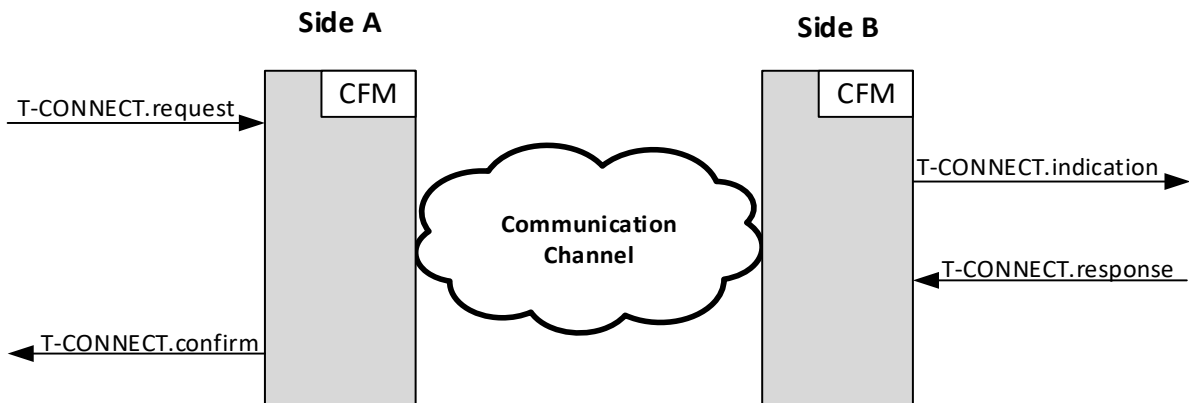 Side A
Side B
CFM
CFM
T-CONNECT.request
T-CONNECT.indication
Communication
Channel
T-CONNECT.response
T-CONNECT.confirm